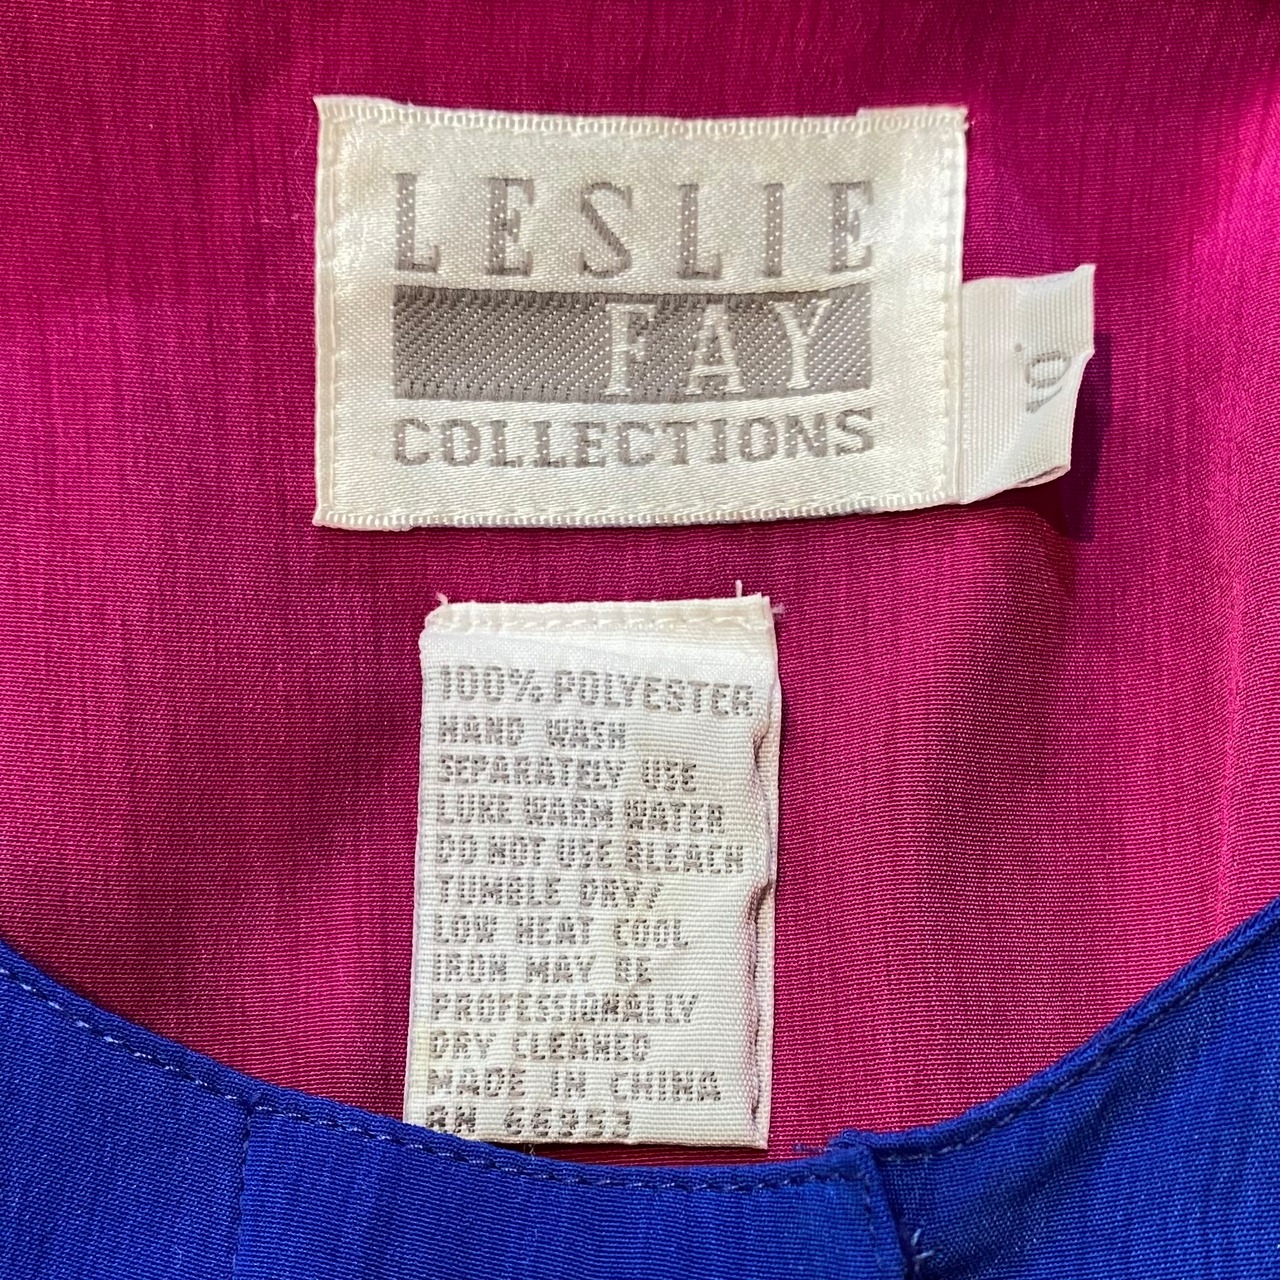 LESLIE
FAY
COLLECTIONS
10
100% POLYESTER
HAND WASH
SEPARATELY USE
LUKE WARM WATER
DO NOT USE BLEACH
TUMBLE DRY/
LOW HEAT COOL
IRON MAY BE
PROFESSIONALLY
DRY CLEANED
MADE IN CHINA
RN